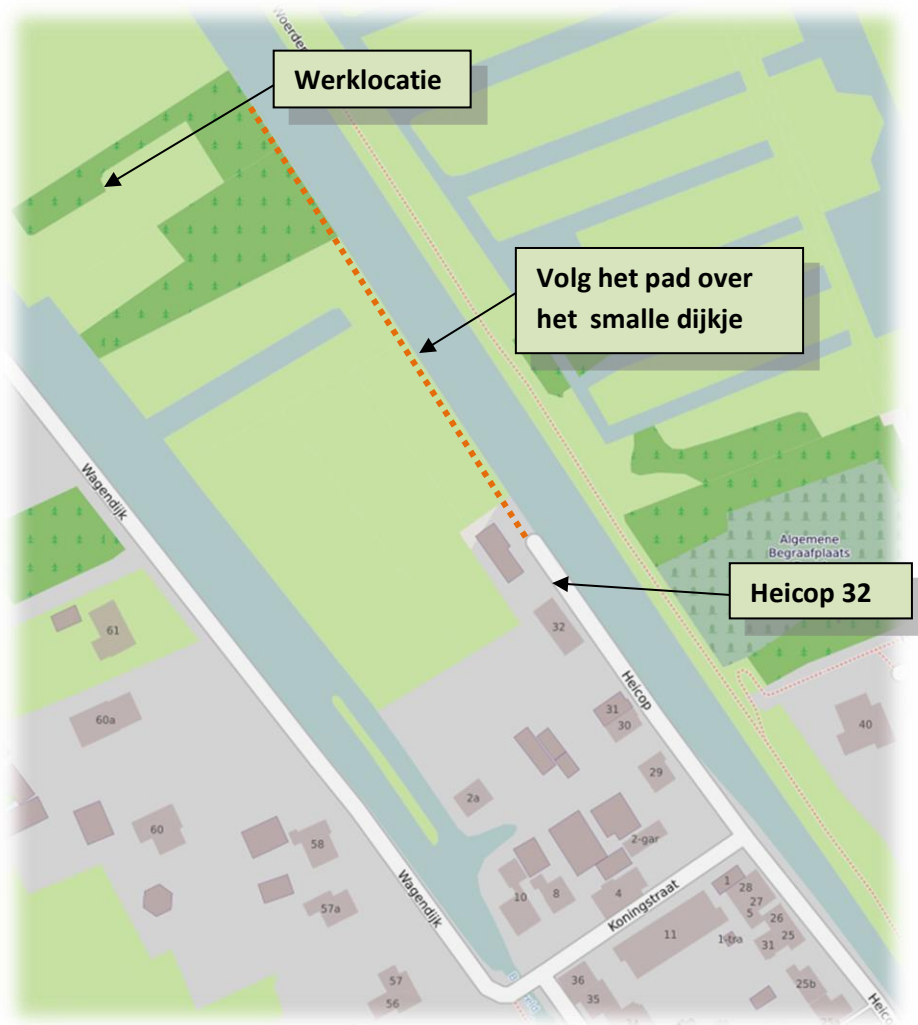 Woerden
Werklocatie
Volg het pad over
het smalle dijkje
Wagendijk
Algemene
Begraafplaats
Heicop 32
61
32
Heicop
60a
31
30
40
29
2a
60
58
2-gar
Wagendijk
57a
10
8
4
Koningstraat
1
28
27
5
26
25
11
1-tra
31
57
56
36
35
25b
Heico